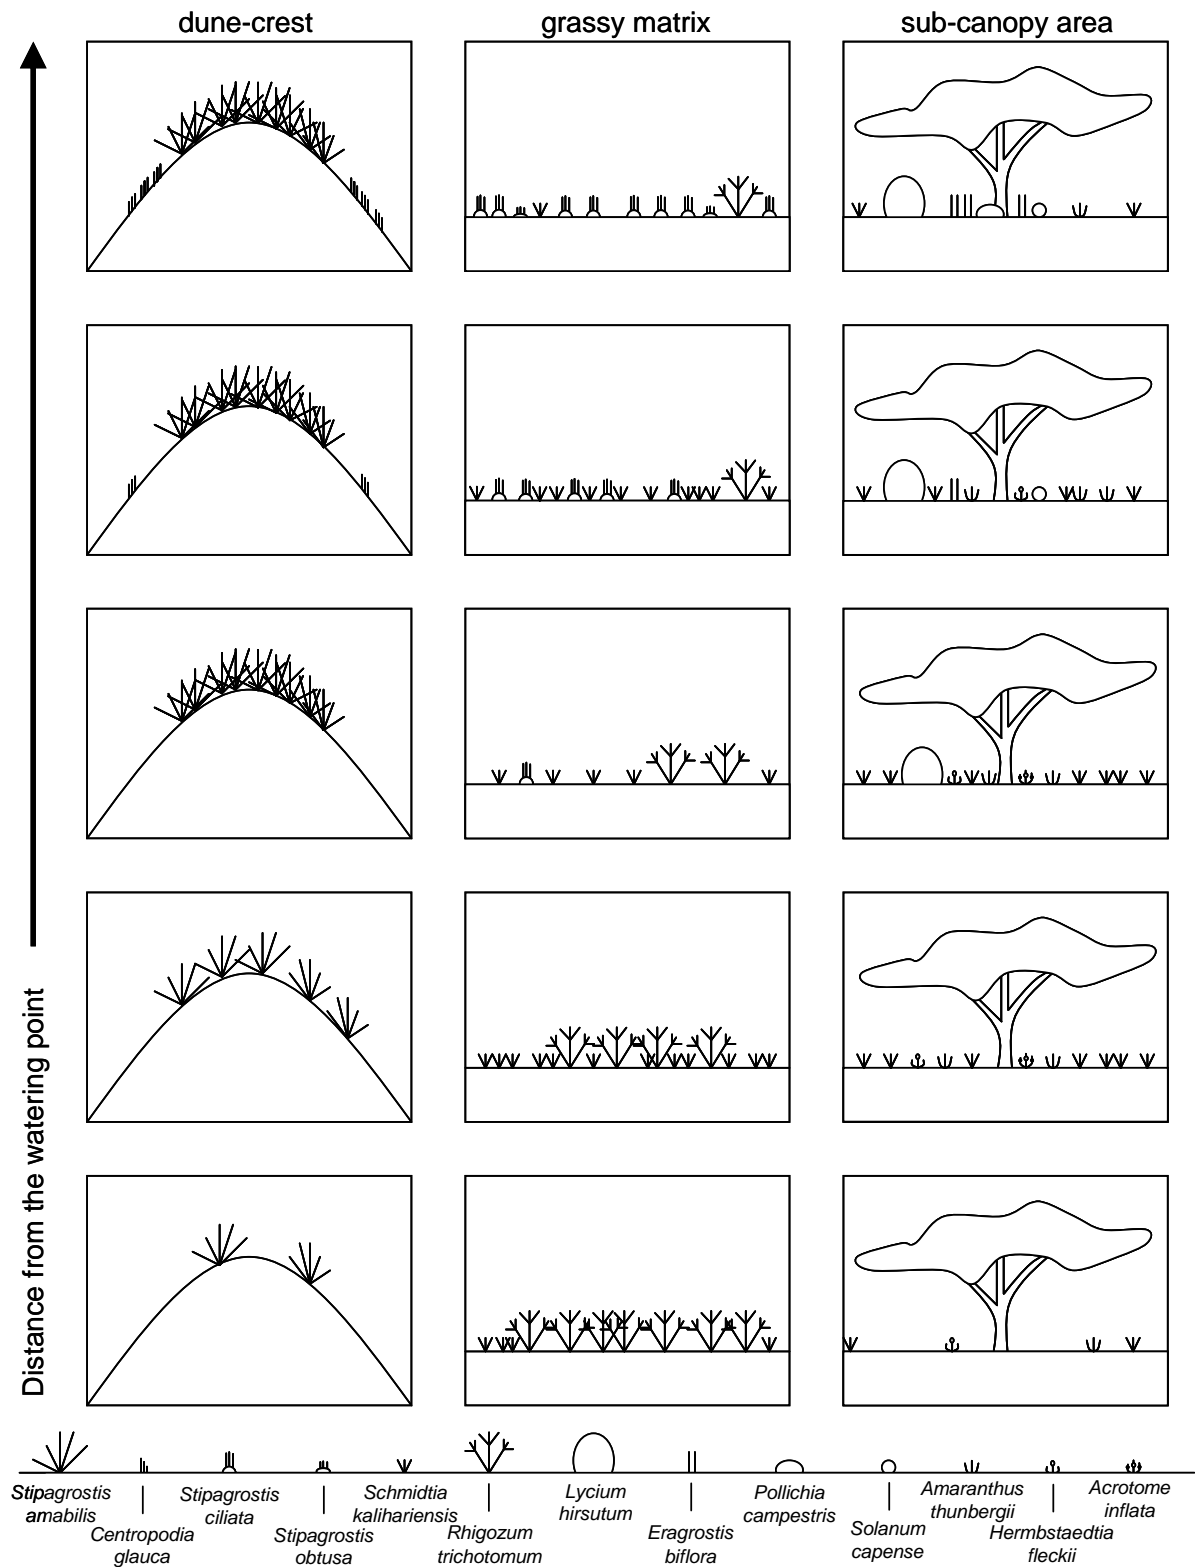 dune-crest
grassy matrix
sub-canopy area
Distance from the watering point
Stipagrostis
amabilis
Centropodia
glauca
Stipagrostis
ciliata
Stipagrostis
obtusa
Schmidtia
kalihariensis
Rhigozum
trichotomum
Lycium
hirsutum
Eragrostis
biflora
Pollichia
campestris
Solanum
capense
Amaranthus
thunbergii
Hermbstaedtia
fleckii
Acrotome
inflata